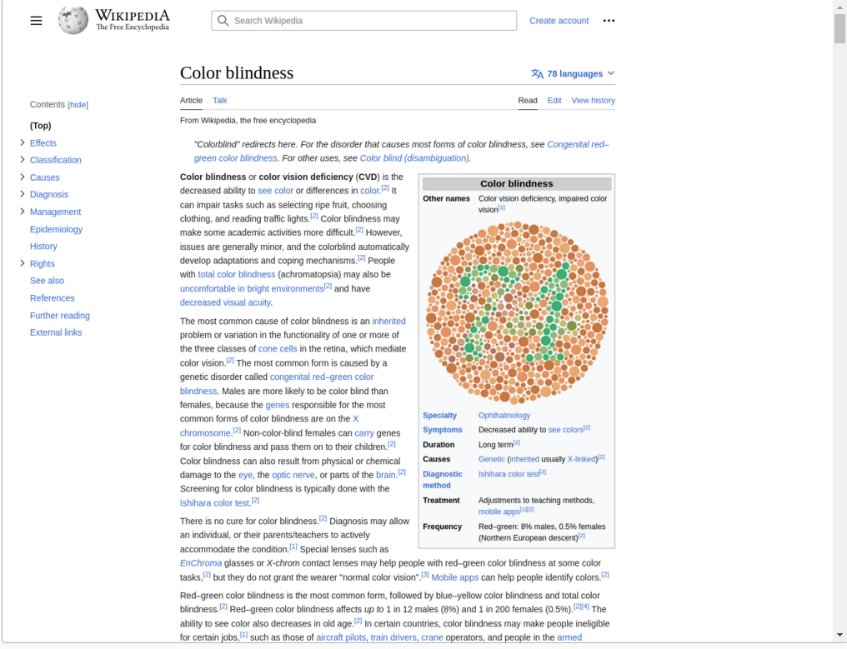 WIKIPEDIA
The Free Encyclopedia
Search Wikipedia
Create account
Color blindness
78 languages
Contents [hide]
Article Talk
Read Edit View history
From Wikipedia, the free encyclopedia
(Top)
Effects
Classification
Causes
Diagnosis
Management
Epidemiology
History
Rights
See also
References
Further reading
External links
"Colorblind" redirects here. For the disorder that causes most forms of color blindness, see Congenital red–
green color blindness. For other uses, see Color blind (disambiguation).
Color blindness or color vision deficiency (CVD) is the
decreased ability to see color or differences in color.[2] It
can impair tasks such as selecting ripe fruit, choosing
clothing, and reading traffic lights.[2] Color blindness may
make some academic activities more difficult.[2] However,
issues are generally minor, and the colorblind automatically
develop adaptations and coping mechanisms.[2] People
with total color blindness (achromatopsia) may also be
uncomfortable in bright environments[2] and have
decreased visual acuity.
The most common cause of color blindness is an inherited
problem or variation in the functionality of one or more of
the three classes of cone cells in the retina, which mediate
color vision.[2] The most common form is caused by a
genetic disorder called congenital red–green color
blindness. Males are more likely to be color blind than
females, because the genes responsible for the most
common forms of color blindness are on the X
chromosome.[2] Non-color-blind females can carry genes
for color blindness and pass them on to their children.[2]
Color blindness can also result from physical or chemical
damage to the eye, the optic nerve, or parts of the brain.[2]
Screening for color blindness is typically done with the
Ishihara color test.[2]
There is no cure for color blindness.[2] Diagnosis may allow
an individual, or their parents/teachers to actively
accommodate the condition.[1] Special lenses such as
EnChroma glasses or X-chrom contact lenses may help people with red–green color blindness at some color
tasks,[2] but they do not grant the wearer "normal color vision".[3] Mobile apps can help people identify colors.[2]
Red–green color blindness is the most common form, followed by blue–yellow color blindness and total color
blindness.[2] Red–green color blindness affects up to 1 in 12 males (8%) and 1 in 200 females (0.5%).[2][4] The
ability to see color also decreases in old age.[2] In certain countries, color blindness may make people ineligible
for certain jobs,[1] such as those of aircraft pilots, train drivers, crane operators, and people in the armed
Color blindness
Other names Color vision deficiency, impaired color
vision[1]
74
Specialty Ophthalmology
Symptoms Decreased ability to see colors[2]
Duration Long term[2]
Causes Genetic (inherited usually X-linked)[2]
Diagnostic Ishihara color test[2]
method
Treatment Adjustments to teaching methods,
mobile apps[1][2]
Frequency Red–green: 8% males, 0.5% females
(Northern European descent)[2]